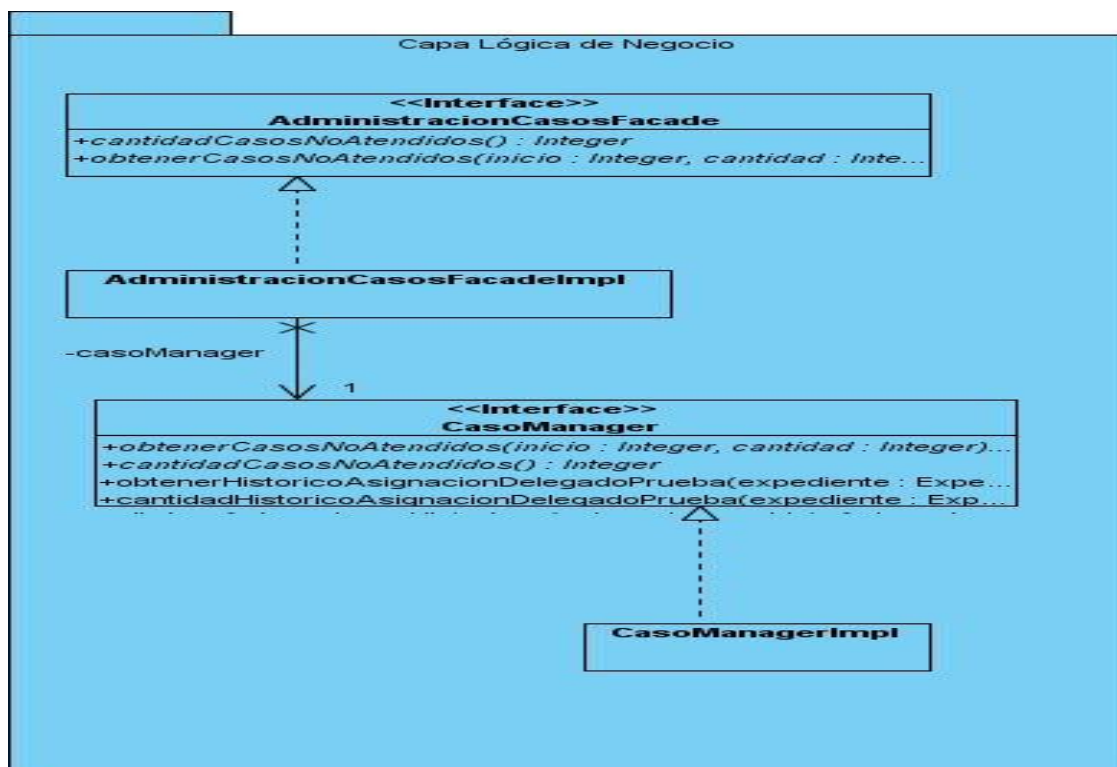 Capa Lógica de Negocio
<<Interface>>
AdministracionCasosFacade
+cantidadCasosNoAtendidos() : Integer
+obtenerCasosNoAtendidos(inicio : Integer, cantidad : Inte...
AdministracionCasosFacadeImpl
-casoManager
1
<<Interface>>
CasoManager
+obtenerCasosNoAtendidos(inicio : Integer, cantidad : Integer)...
+cantidadCasosNoAtendidos() : Integer
+obtenerHistoricoAsignacionDelegadoPrueba(expediente : Expe...
+cantidadHistoricoAsignacionDelegadoPrueba(expediente : Exp...
CasoManagerImpl